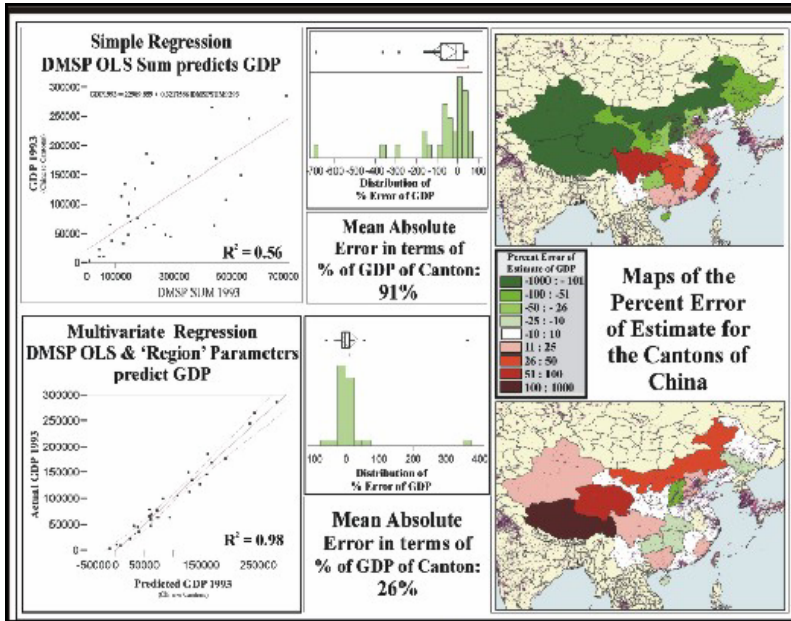 Simple Regression
DMSP OLS Sum predicts GDP
300000
250000
200000
150000
100000
50000
0
GDP 1993
0
100000
300000
500000
700000
DMSP SUM 1993
R² = 0.56
-700 -600 -500 -400 -300 -200 -100 0 100
Distribution of
% Error of GDP
Mean Absolute
Error in terms of
% of GDP of Canton:
91%
Percent Error of
Estimate of GDP
-1000 : - 101
-100 : -51
-50 : - 26
-25 : -10
-10 : 10
11 : 25
26 : 50
51 : 100
100 : 1000
Maps of the
Percent Error
of Estimate for
the Cantons of
China
Multivariate Regression
DMSP OLS & ‘Region’ Parameters
predict GDP
300000
250000
200000
150000
100000
50000
0
Actual GDP 1993
-50000 0
100000
250000
Predicted GDP 1993
R² = 0.98
100 0 100 200 300 400
Distribution of
% Error of GDP
Mean Absolute
Error in terms of
% of GDP of Canton:
26%